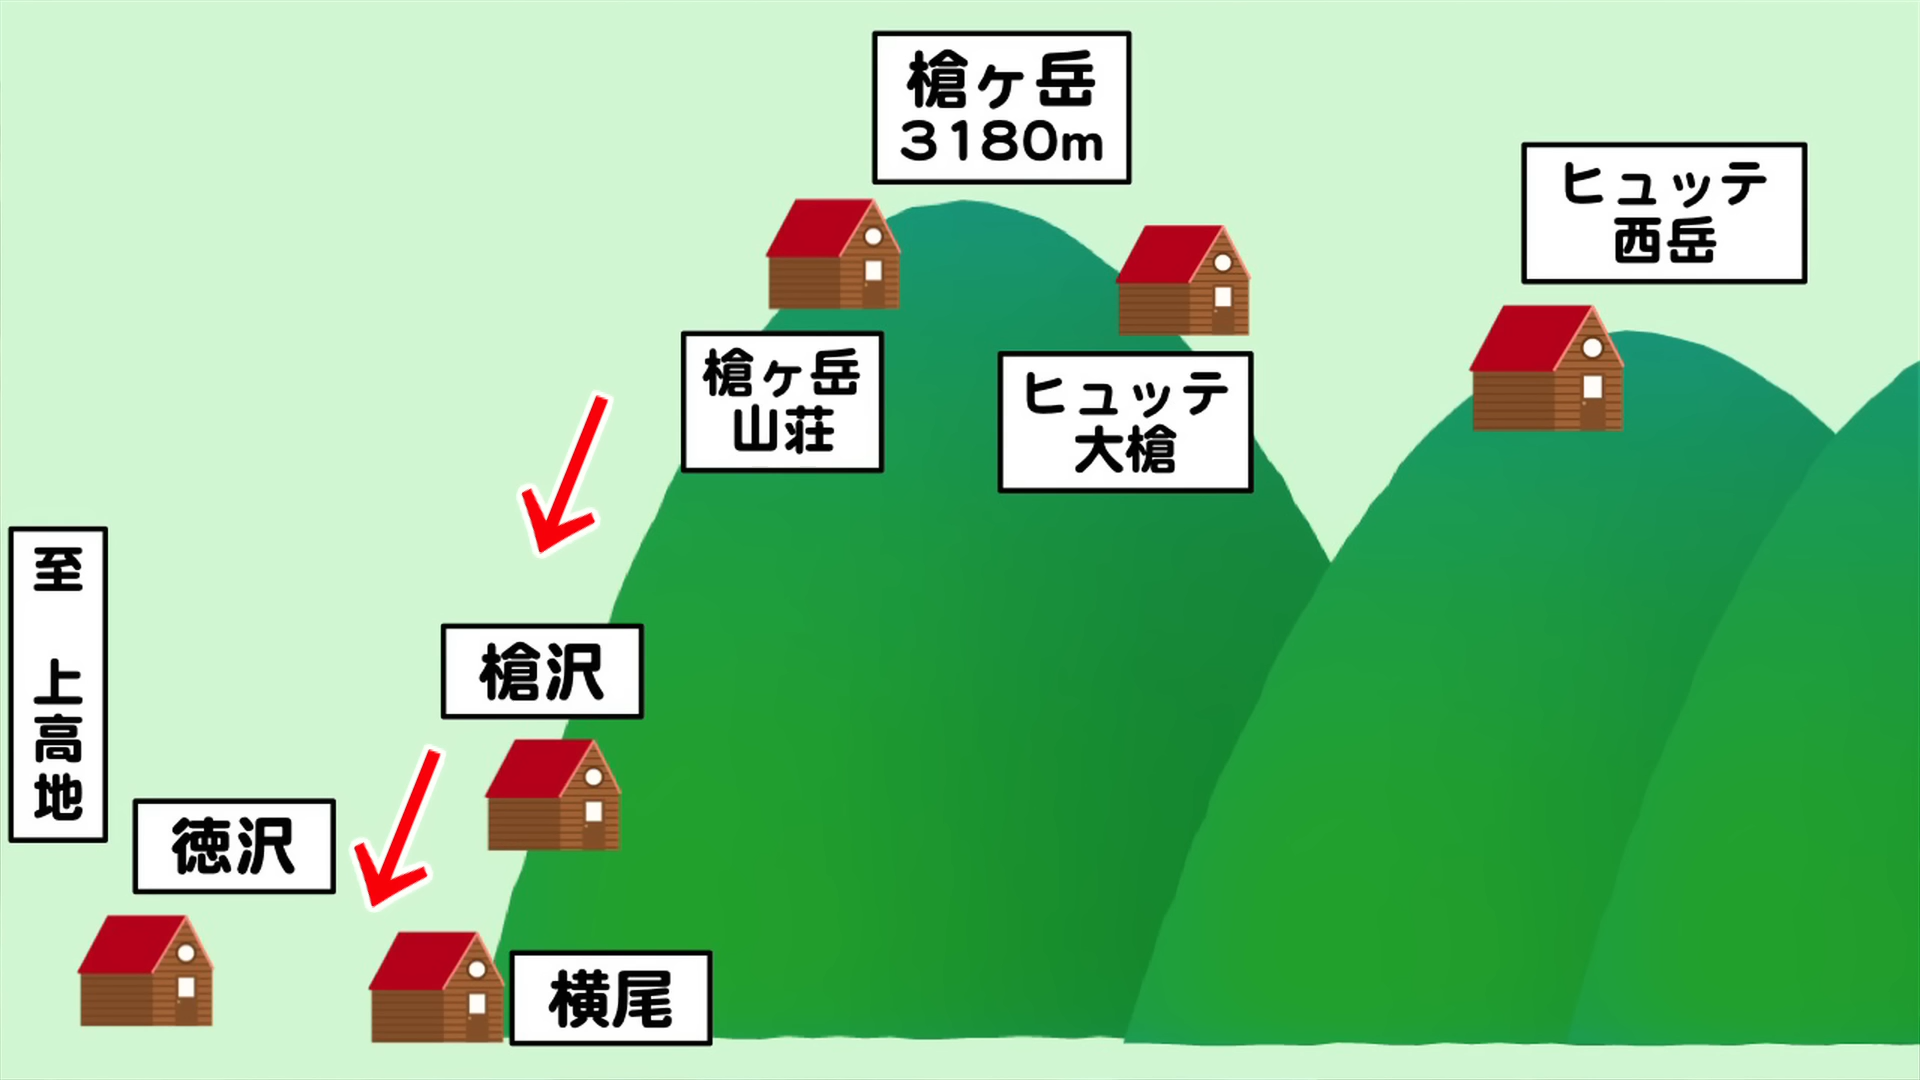 槍ヶ岳
3180m
ヒュッテ
西岳
槍ヶ岳
山荘
ヒュッテ
大槍
至 上高地
槍沢
徳沢
横尾